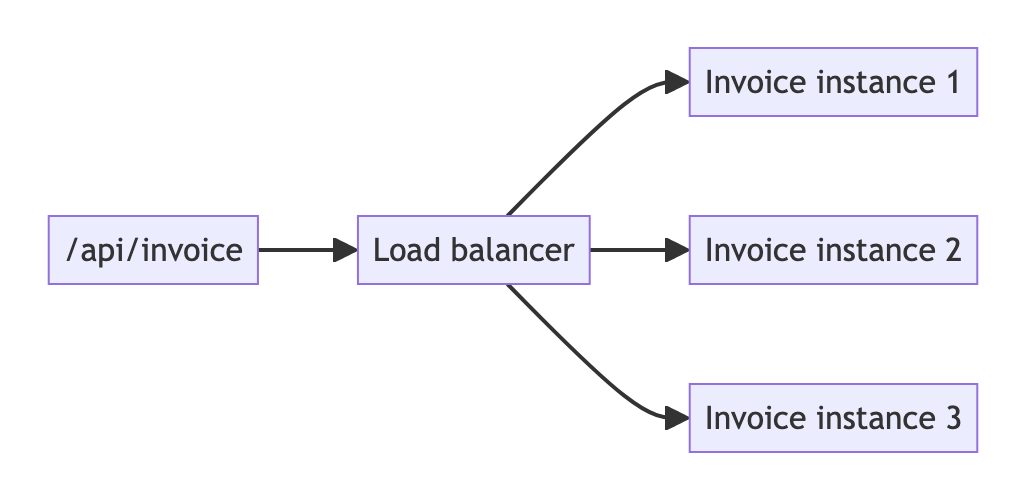 Invoice instance 1
/api/invoice
Load balancer
Invoice instance 2
Invoice instance 3